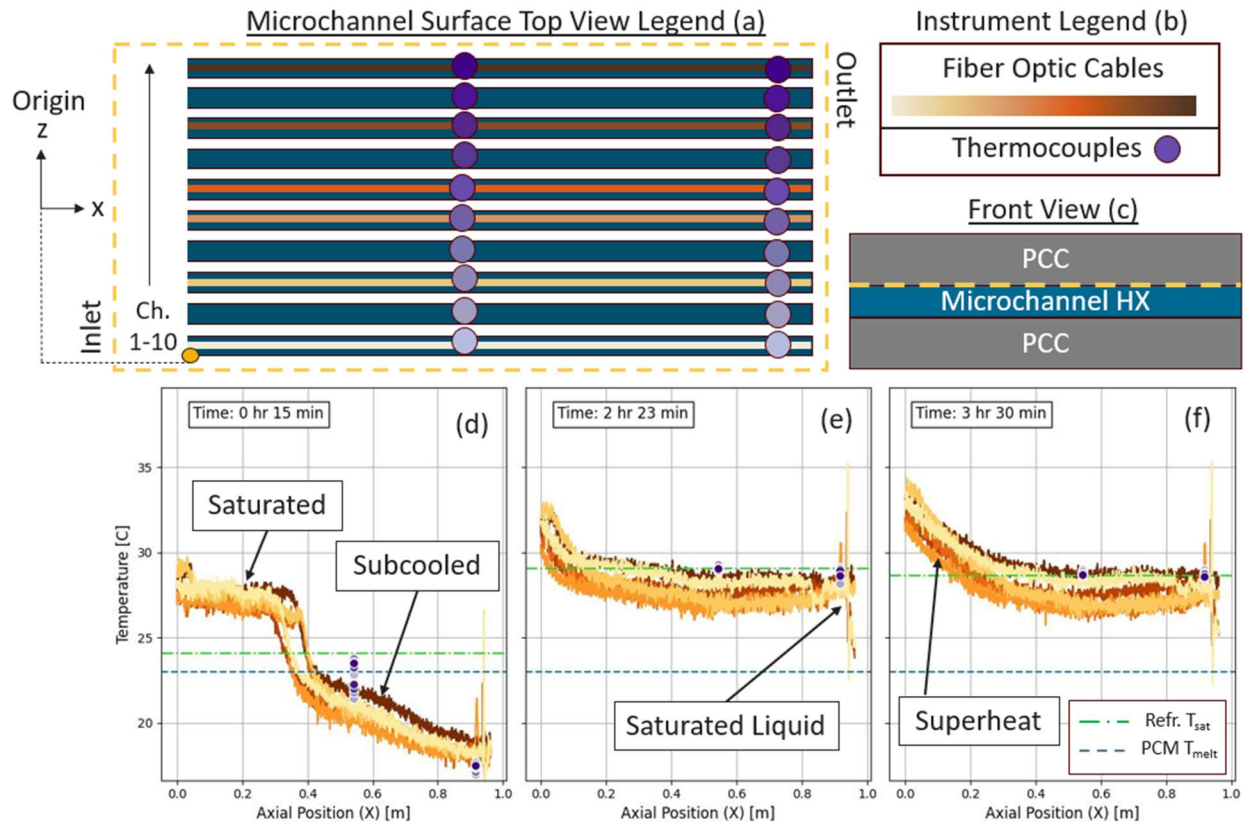 Microchannel Surface Top View Legend (a)
Instrument Legend (b)
Origin
z
x
Inlet
Ch.
1-10
Outlet
Fiber Optic Cables
Thermocouples
Front View (c)
PCC
Microchannel HX
PCC
Time: 0 hr 15 min
(d)
Saturated
Subcooled
Temperature [C]
35
30
25
20
0.0 0.2 0.4 0.6 0.8 1.0
Axial Position (X) [m]
Time: 2 hr 23 min
(e)
Saturated Liquid
0.0 0.2 0.4 0.6 0.8 1.0
Axial Position (X) [m]
Time: 3 hr 30 min
(f)
Superheat
Refr. Tsat
PCM Tmelt
0.0 0.2 0.4 0.6 0.8 1.0
Axial Position (X) [m]